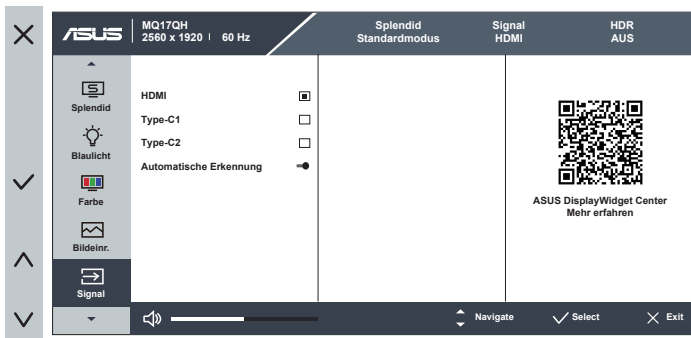 ASUS
MQ17QH
2560 x 1920 60 Hz
Splendid
Standardmodus
Signal
HDMI
HDR
AUS
Splendid
Blaulicht
Farbe
Bildeinr.
Signal
HDMI
Type-C1
Type-C2
Automatische Erkennung
ASUS DisplayWidget Center
Mehr erfahren
Navigate
Select
Exit